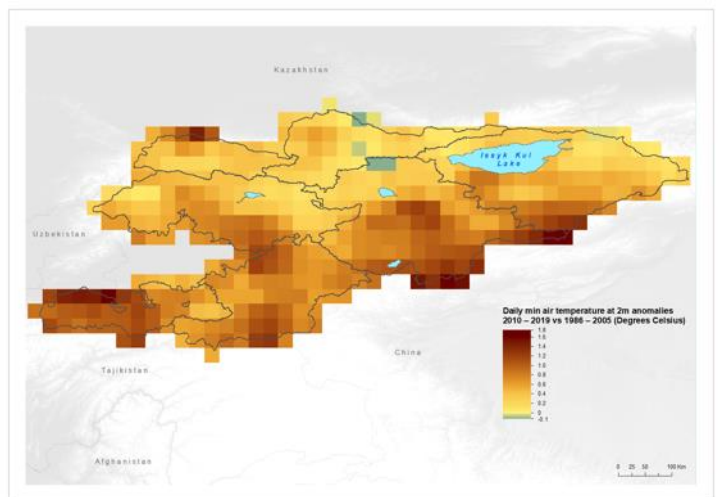 Kazakhstan
Issyk Kul
Lake
Uzbekistan
Daily min air temperature at 2m anomalies
2010 – 2019 vs 1986 – 2005 (Degrees Celsius)
1.8
1.6
1.4
1.2
1.0
0.8
0.6
0.4
0.2
0
-0.1
China
Tajikistan
Afghanistan
0 25 50 100 Km